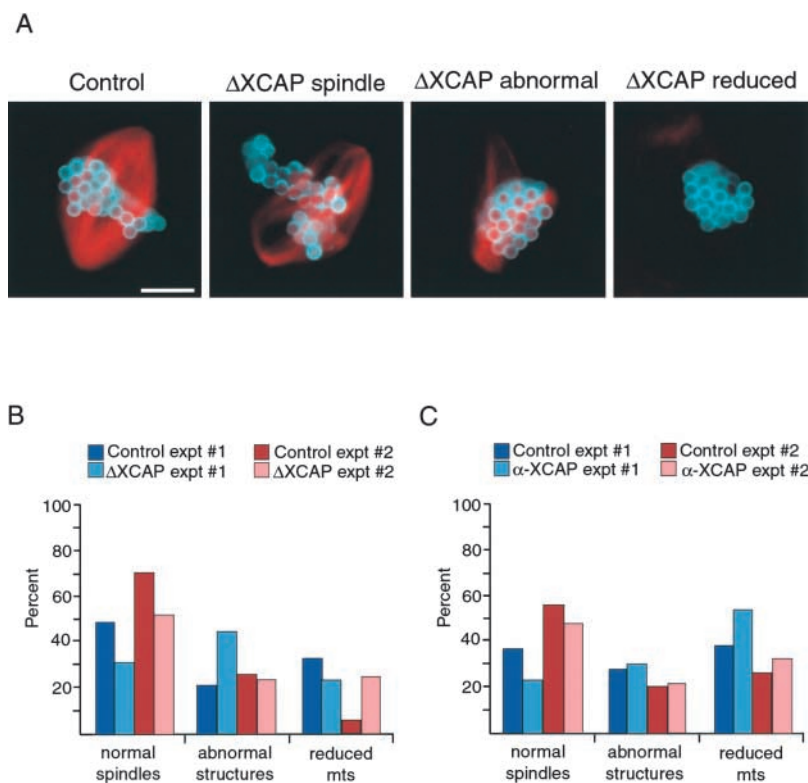 A
Control
ΔXCAP spindle
ΔXCAP abnormal
ΔXCAP reduced
B
Control expt #1
Control expt #2
ΔXCAP expt #1
ΔXCAP expt #2
100
80
60
40
20
Percent
normal spindles
abnormal structures
reduced mts
C
Control expt #1
Control expt #2
α-XCAP expt #1
α-XCAP expt #2
100
80
60
40
20
Percent
normal spindles
abnormal structures
reduced mts